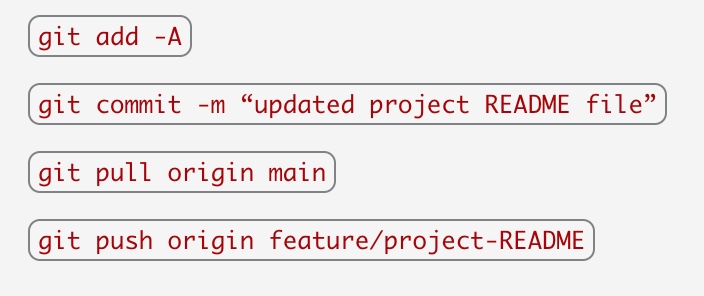 git add -A
git commit -m “updated project README file”
git pull origin main
git push origin feature/project-README